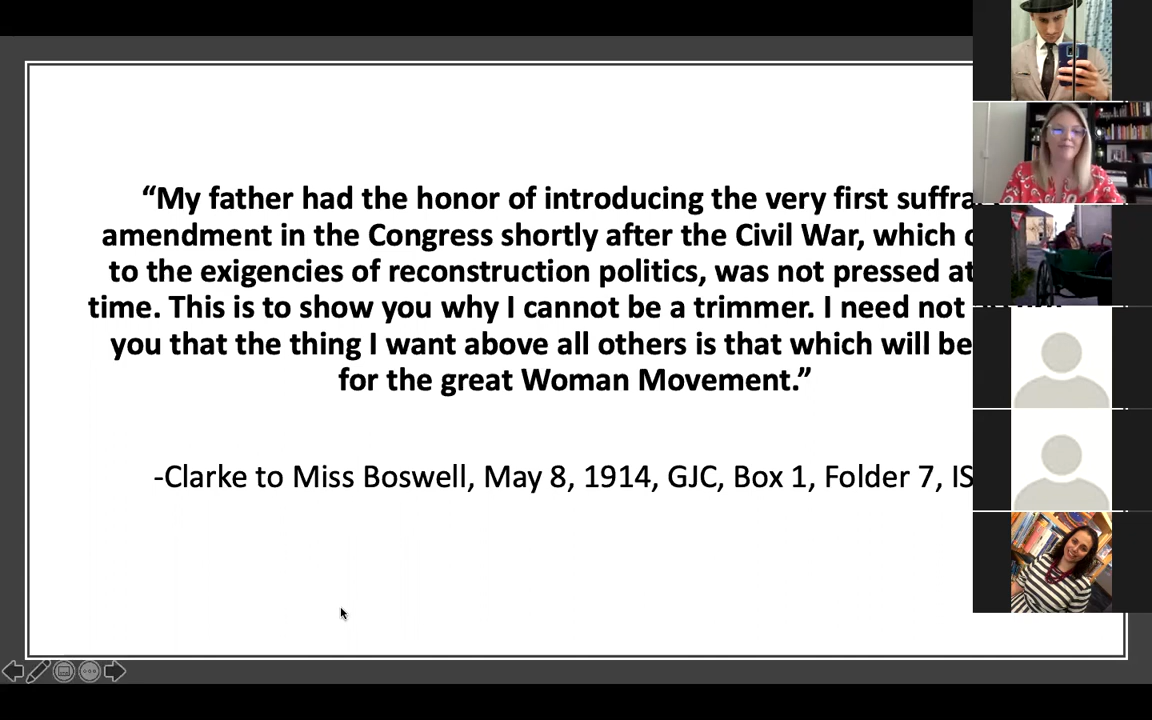 “My father had the honor of introducing the very first
amendment in the Congress shortly after the Civil War, which
to the exigencies of reconstruction politics, was not pressed at
time. This is to show you why I cannot be a trimmer. I need not
you that the thing I want above all others is that which will be
for the great Woman Movement.”
-Clarke to Miss Boswell, May 8, 1914, GJC, Box 1, Folder 7,